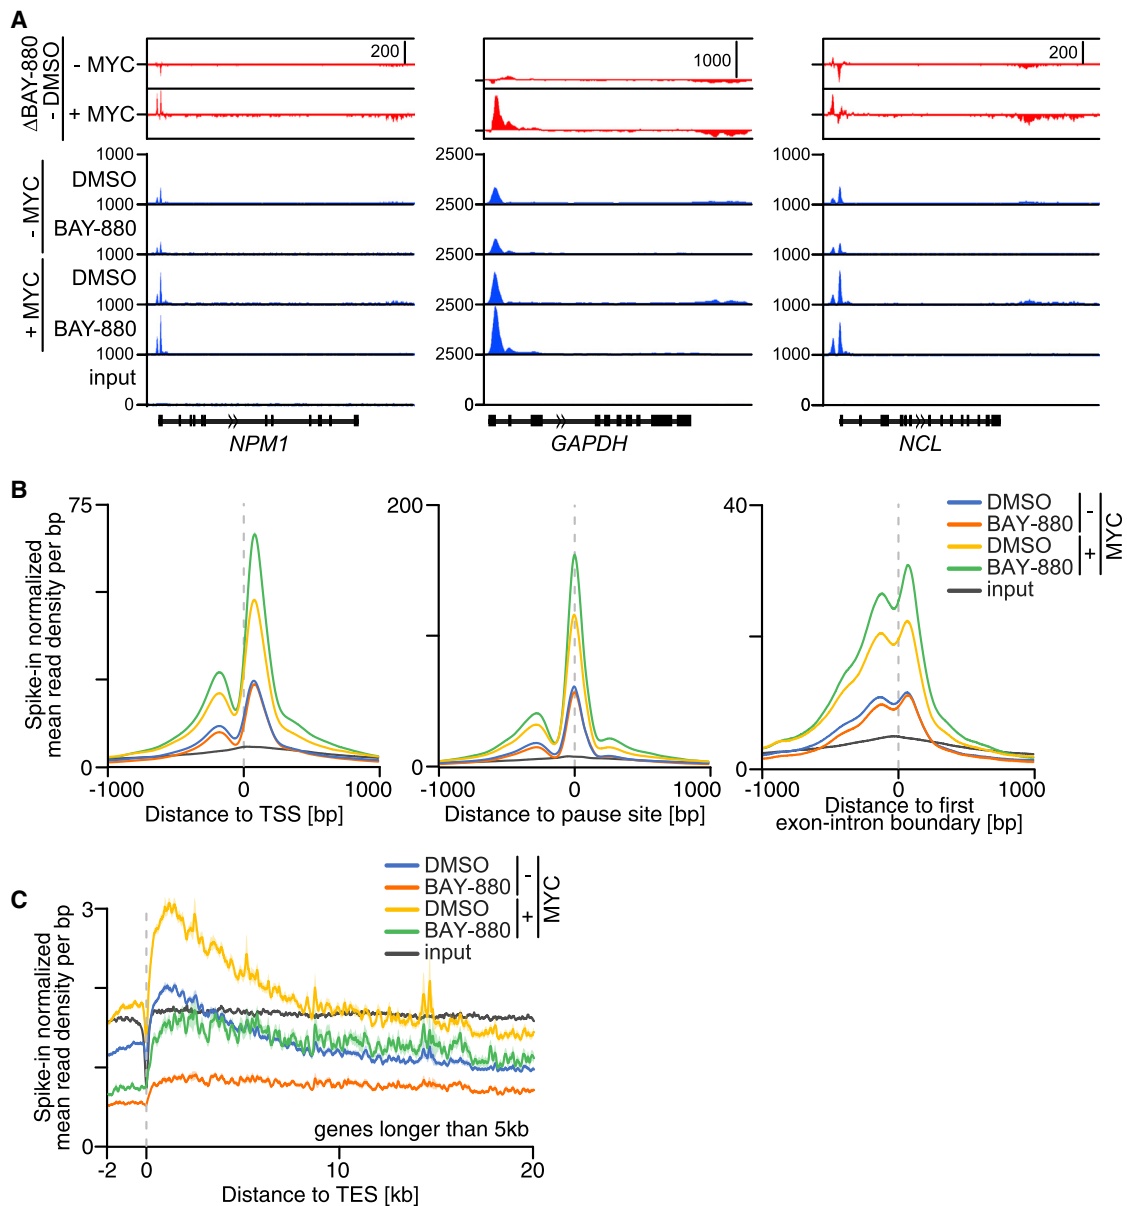 A
ΔBAY-880
- DMSO
- MYC
+ MYC
200
1000
200
- MYC
+ MYC
DMSO
BAY-880
DMSO
BAY-880
input
1000
1000
1000
1000
1000
0
2500
2500
2500
2500
2500
0
1000
1000
1000
1000
1000
0
NPM1
GAPDH
NCL
B
Spike-in normalized
mean read density per bp
75
0
-1000
0
1000
Distance to TSS [bp]
200
0
-1000
0
1000
Distance to pause site [bp]
40
0
-1000
0
1000
Distance to first
exon-intron boundary [bp]
DMSO
BAY-880
DMSO
BAY-880
input
-
+
MYC
C
DMSO
BAY-880
DMSO
BAY-880
input
-
+
MYC
Spike-in normalized
mean read density per bp
3
0
genes longer than 5kb
-2
0
10
20
Distance to TES [kb]